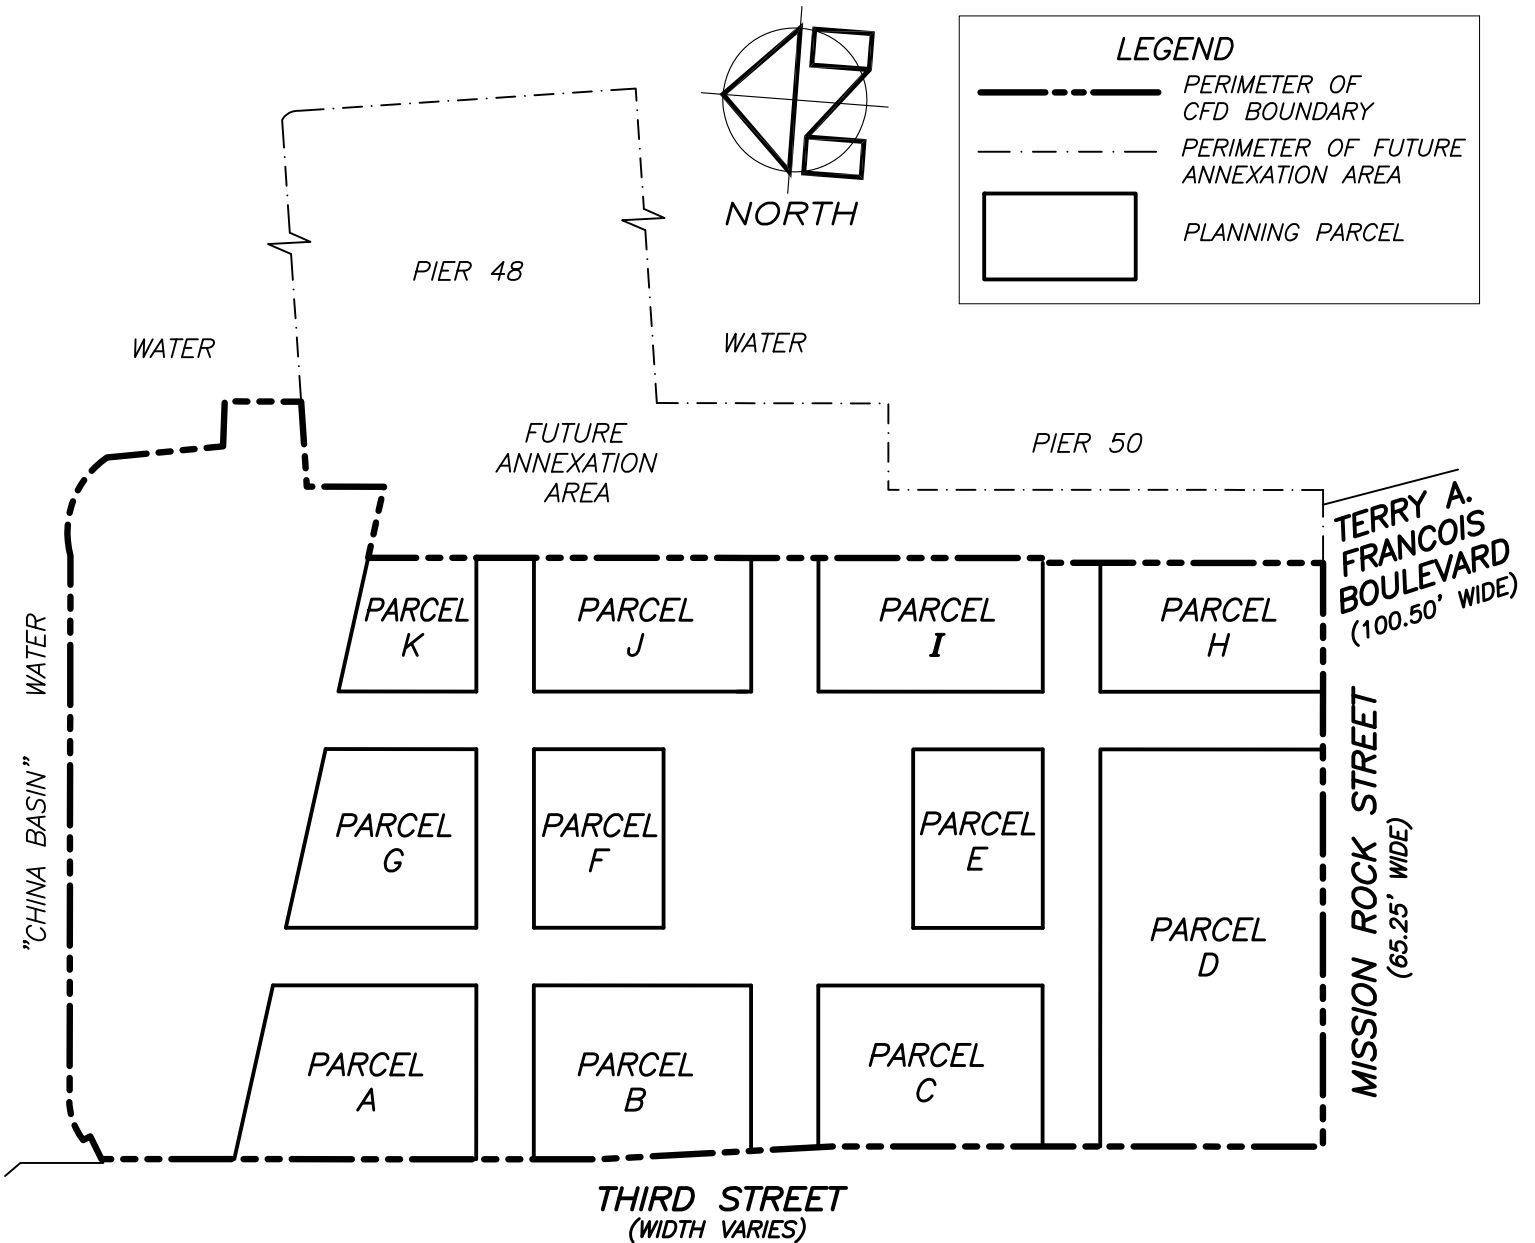 LEGEND
PERIMETER OF
CFD BOUNDARY
PERIMETER OF FUTURE
ANNEXATION AREA
PLANNING PARCEL
N
NORTH
PIER 48
WATER
WATER
FUTURE
ANNEXATION
AREA
PIER 50
TERRY A.
FRANCOIS
BOULEVARD
(100.50' WIDE)
PARCEL
K
PARCEL
J
PARCEL
I
PARCEL
H
WATER
"CHINA BASIN"
PARCEL
G
PARCEL
F
PARCEL
E
PARCEL
D
MISSION ROCK STREET
(65.25' WIDE)
PARCEL
A
PARCEL
B
PARCEL
C
THIRD STREET
(WIDTH VARIES)